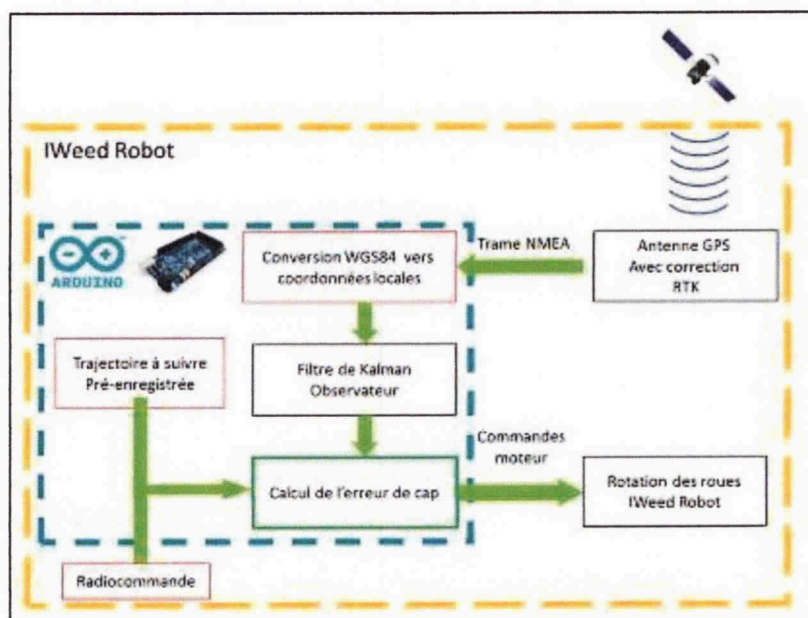 IWeed Robot
ARDUINO
Conversion WGS84 vers
coordonnées locales
Trame NMEA
Antenne GPS
Avec correction
RTK
Trajectoire à suivre
Pré-enregistrée
Filtre de Kalman
Observateur
Commandes
moteur
Calcul de l'erreur de cap
Rotation des roues
IWeed Robot
Radiocommande